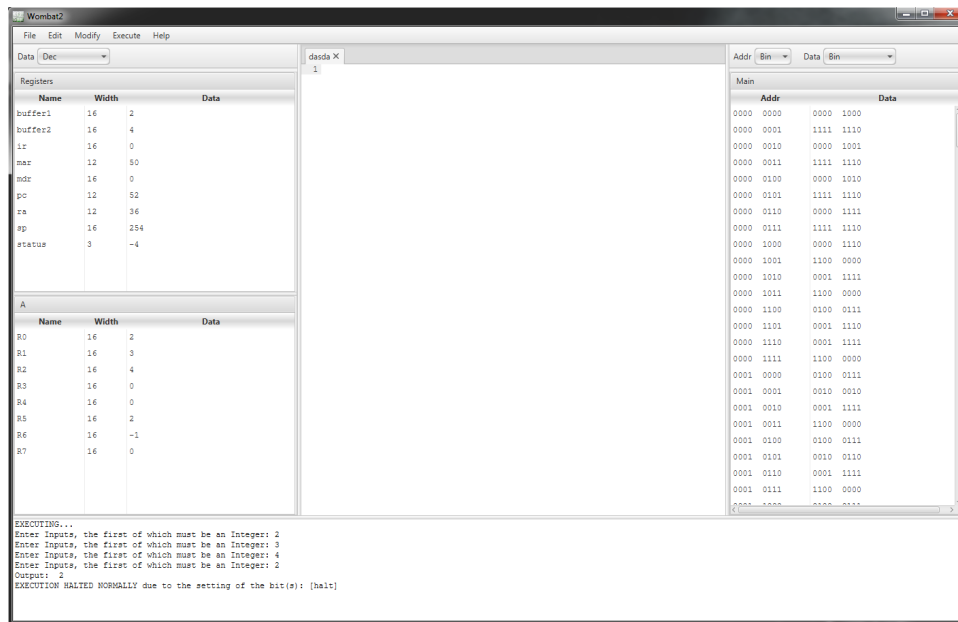 Wombat2
File Edit Modify Execute Help
Data Dec
Registers
Name Width Data
buffer1 16 2
buffer2 16 4
ir 16 0
mar 12 50
mdr 16 0
pc 12 52
ra 12 36
sp 16 254
status 3 -4
A
Name Width Data
R0 16 2
R1 16 3
R2 16 4
R3 16 0
R4 16 0
R5 16 2
R6 16 -1
R7 16 0
dasda
1
Addr Bin Data Bin
Main
Addr Data
0000 0000 0000 1000
0000 0001 1111 1110
0000 0010 0000 1001
0000 0011 1111 1110
0000 0100 0000 1010
0000 0101 1111 1110
0000 0110 0000 1111
0000 0111 1111 1110
0000 1000 0000 1110
0000 1001 1100 0000
0000 1010 0001 1111
0000 1011 1100 0000
0000 1100 0100 0111
0000 1101 0001 1110
0000 1110 0001 1111
0000 1111 1100 0000
0001 0000 0100 0111
0001 0001 0010 0010
0001 0010 0001 1111
0001 0011 1100 0000
0001 0100 0100 0111
0001 0101 0010 0110
0001 0110 0001 1111
0001 0111 1100 0000
EXECUTING...
Enter Inputs, the first of which must be an Integer: 2
Enter Inputs, the first of which must be an Integer: 3
Enter Inputs, the first of which must be an Integer: 4
Enter Inputs, the first of which must be an Integer: 2
Output: 2
EXECUTION HALTED NORMALLY due to the setting of the bit(s): [halt]